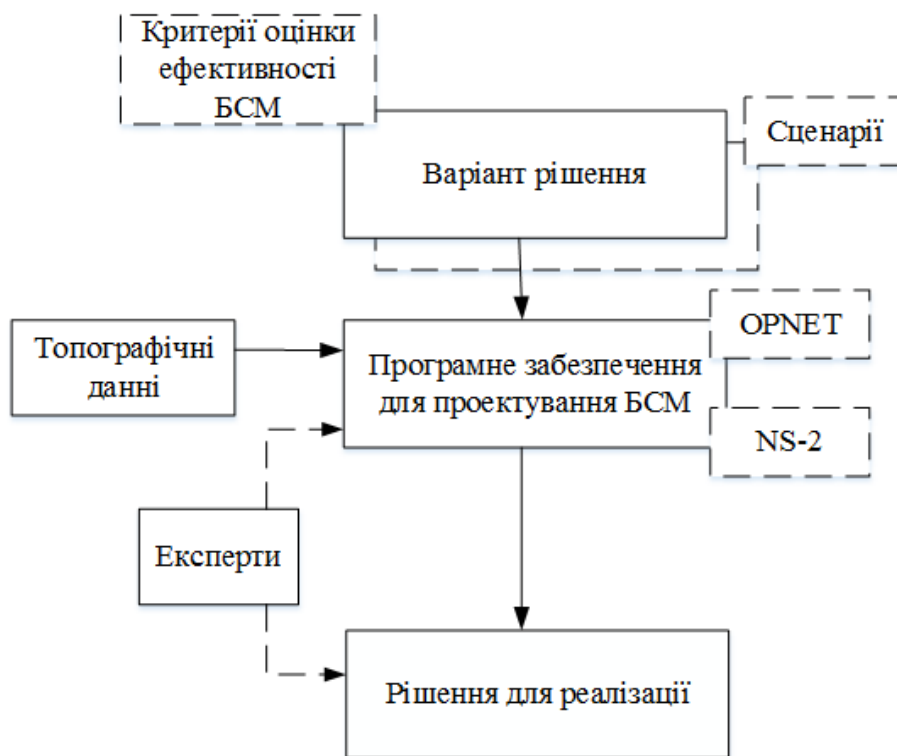 Критерії оцінки
ефективності
БСМ
Сценарії
Варіант рішення
OPNET
Топографічні
данні
Програмне забезпечення
для проектування БСМ
NS-2
Експерти
Рішення для реалізації